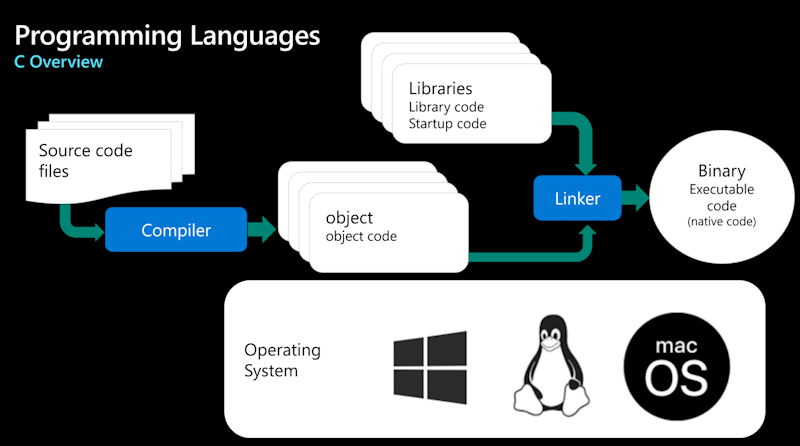 Programming Languages
C Overview
Libraries
Library code
Startup code
Source code
files
Compiler
object
object code
Linker
Binary
Executable
code
(native code)
Operating
System
mac
OS